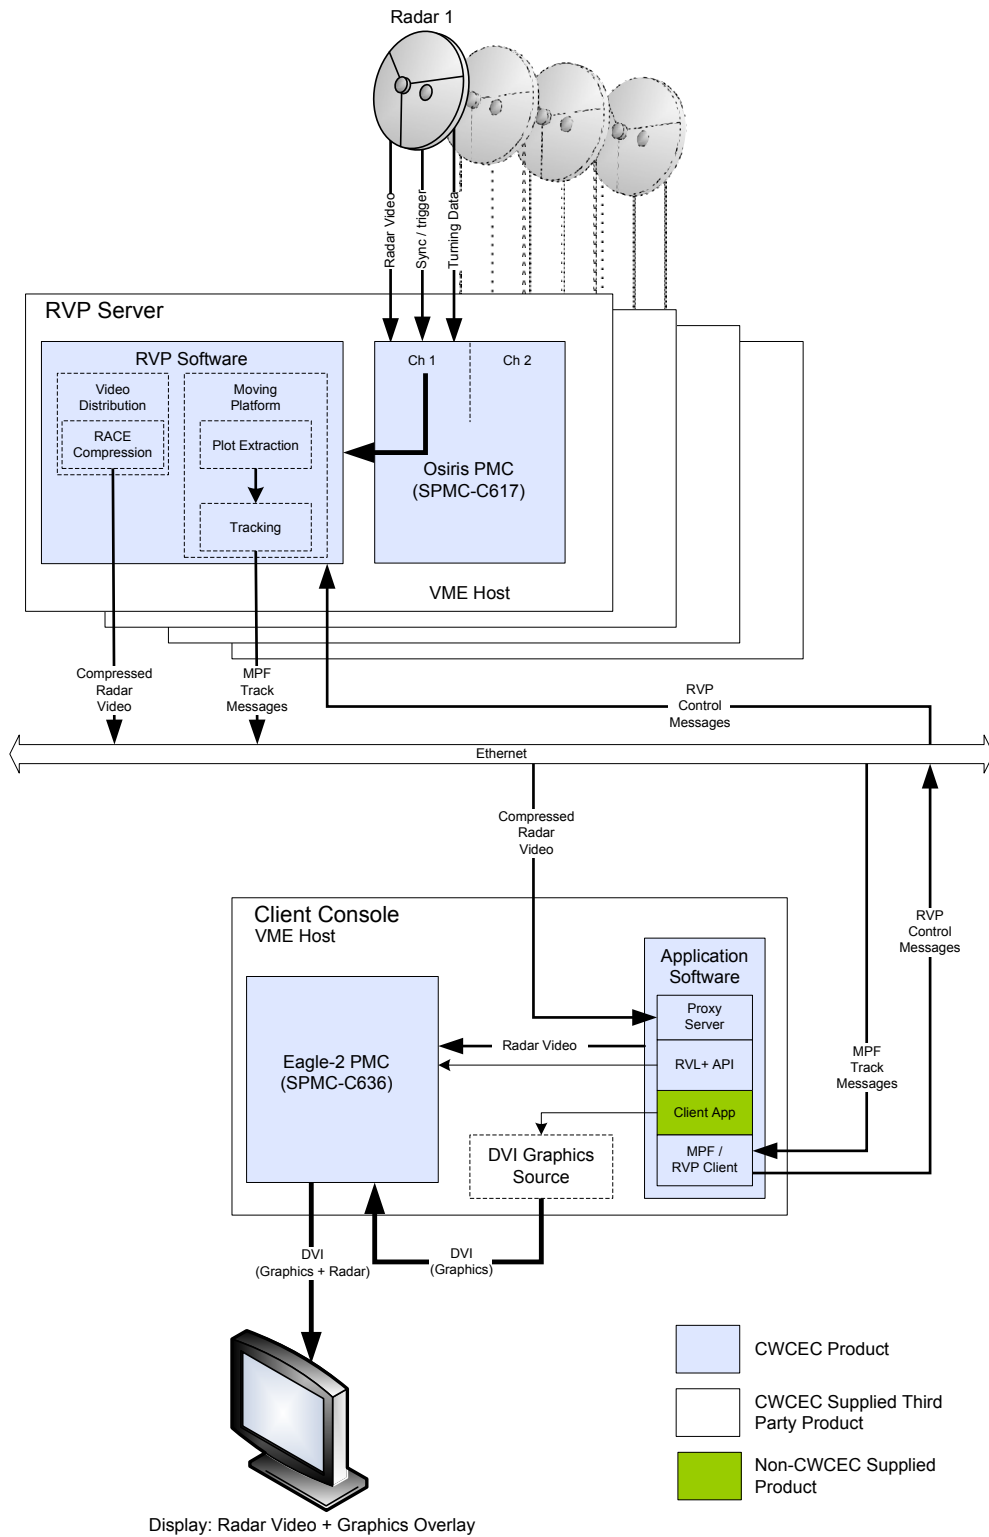 Radar 1
Radar Video
Sync / trigger
Turning Data
RVP Server
RVP Software
Video
Distribution
RACE
Compression
Moving
Platform
Plot Extraction
Tracking
Ch 1
Ch 2
Osiris PMC
(SPMC-C617)
VME Host
Compressed
Radar
Video
MPF
Track
Messages
RVP
Control
Messages
Ethernet
Compressed
Radar
Video
RVP
Control
Messages
MPF
Track
Messages
Client Console
VME Host
Eagle-2 PMC
(SPMC-C636)
Radar Video
Application
Software
Proxy
Server
RVL+ API
Client App
MPF /
RVP Client
DVI Graphics
Source
DVI
(Graphics + Radar)
DVI
(Graphics)
CWCEC Product
CWCEC Supplied Third
Party Product
Non-CWCEC Supplied
Product
Display: Radar Video + Graphics Overlay